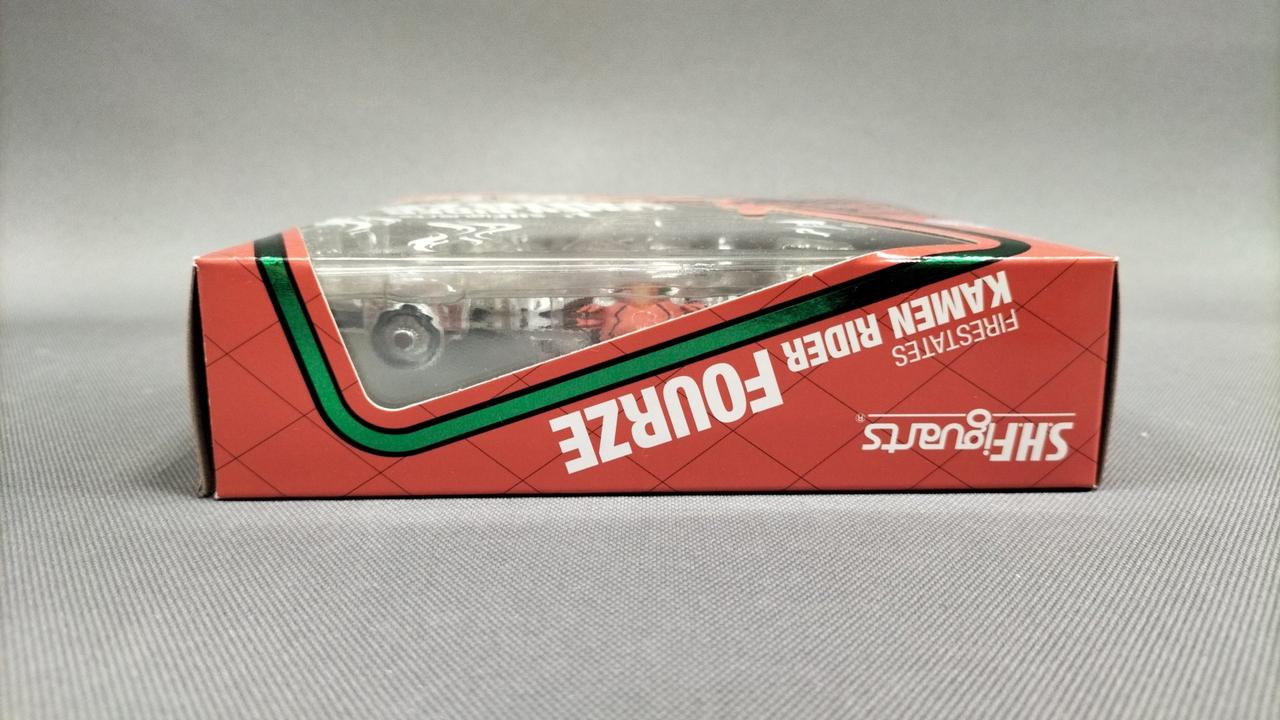 S.H.Figuarts®
FIRESTATES
KAMEN RIDER FOURZE